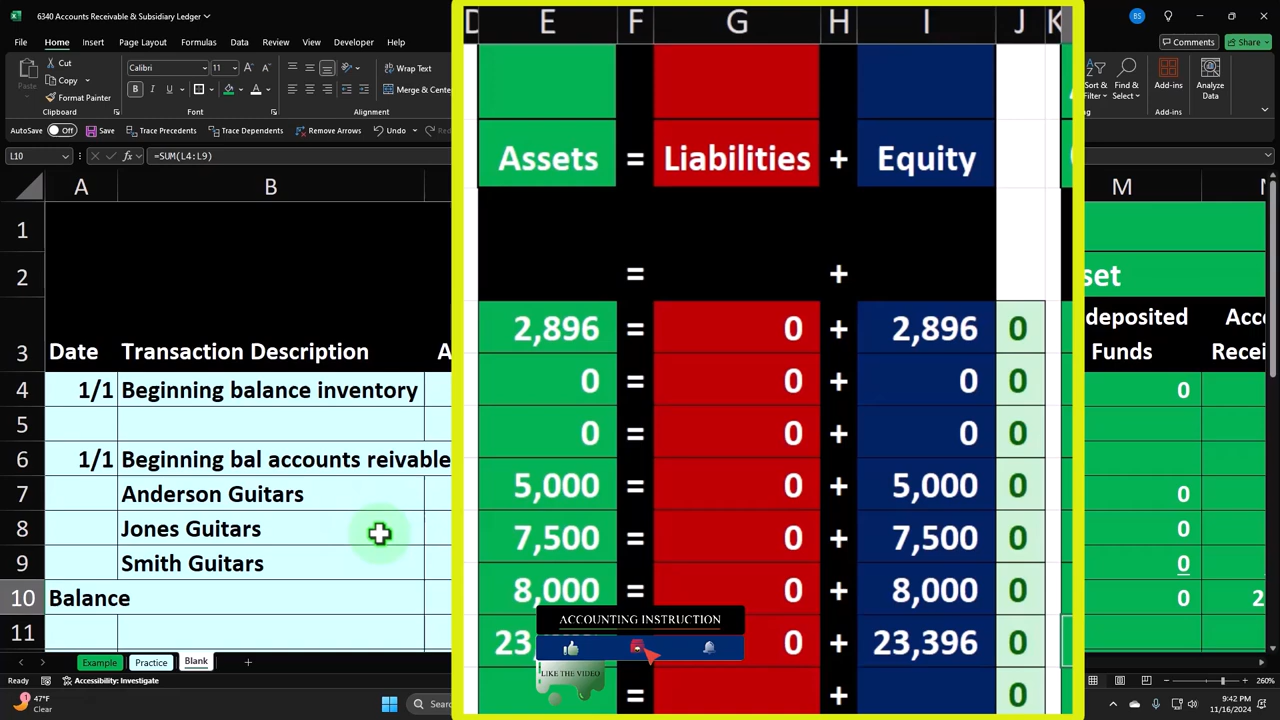 6340 Accounts Receivable & Subsidiary Ledger
BS
File Home Insert Page Layout Formulas Data Review View Developer
Comments Share
Cut
Copy
Format Painter
Clipboard
Calibri 11
B I U
Font
Wrap Text
Merge & Center
Sort & Filter
Find & Select
Add-ins
Analyze Data
Add-ins
AutoSave Off Save Trace Precedents Trace Dependents Remove Arrows Undo
L10 fx =SUM(L4:L9)
A B D E F G H I J K M
1
2
3
4
5
6
7
8
9
10
11
Date Transaction Description
1/1 Beginning balance inventory
1/1 Beginning bal accounts reivable
Anderson Guitars
Jones Guitars
Smith Guitars
Balance
Assets = Liabilities + Equity
= +
2,896 = 0 + 2,896 0
0 = 0 + 0 0
0 = 0 + 0 0
5,000 = 0 + 5,000 0
7,500 = 0 + 7,500 0
8,000 = 0 + 8,000 0
0 + 23,396 0
= + 0
set
deposited
Funds
0
0
0
0
0 2
ACCOUNTING INSTRUCTION
LIKE THE VIDEO
Example Practice Blank
Ready Accessibility: Investigate
260%
47°F
Clear
9:42 PM
11/16/2024